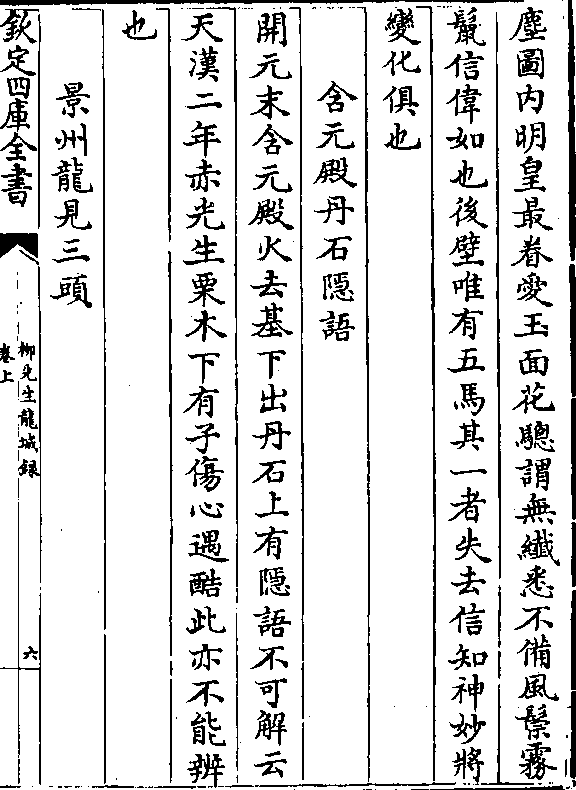 塵圖内明皇最眷愛玉面花驄謂無纎悉不備風鬃霧
鬛信偉如也後壁唯有五馬其一者失去信知神妙將
變化俱也
含元殿丹石隠語
開元末含元殿火去基下出丹石上有隠語不可解云
天漢二年赤光生栗木下有子傷心遇酷此亦不能辨
也
景州龍見三頭
欽定四庫全書
柳先生龍城録
卷上
六